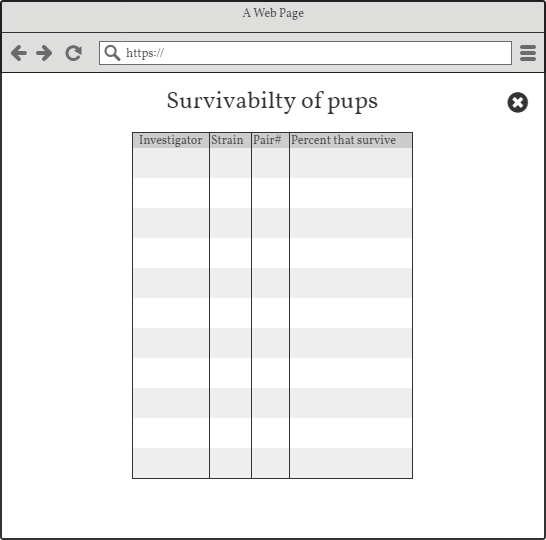 A Web Page
https://
Survivabilty of pups
Investigator Strain Pair# Percent that survive